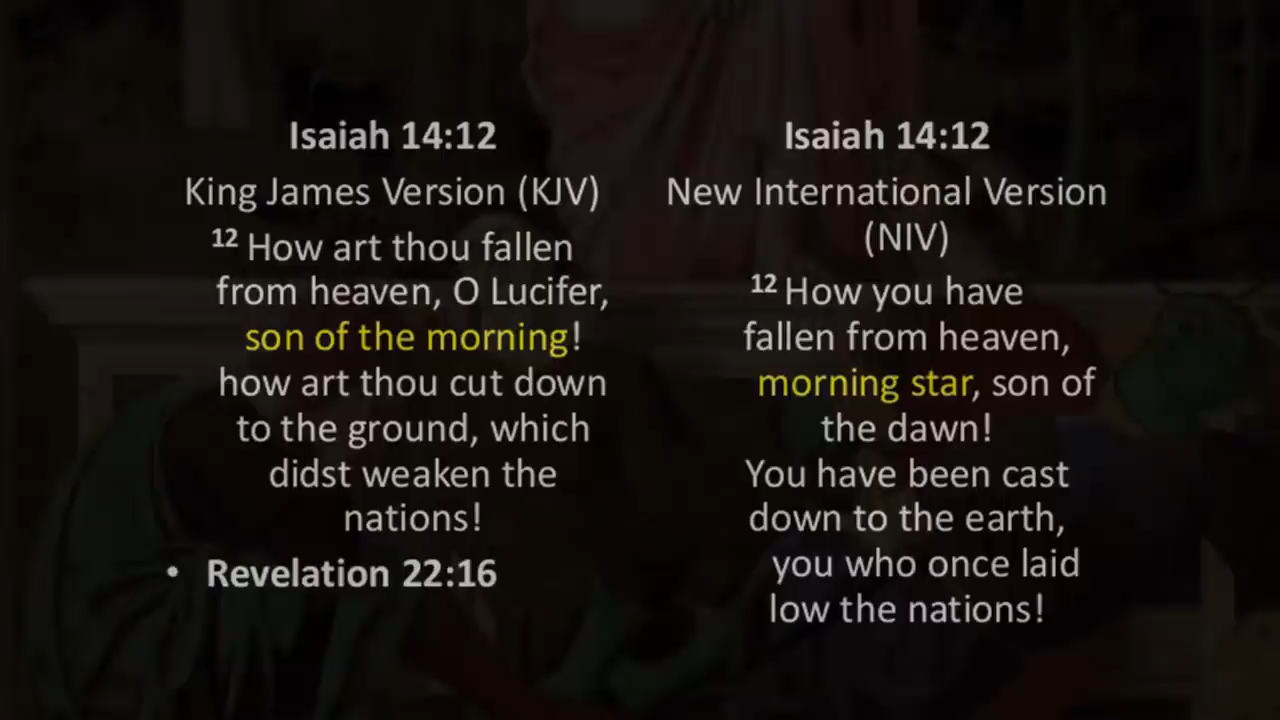 Isaiah 14:12
King James Version (KJV)
12 How art thou fallen
from heaven, O Lucifer,
son of the morning!
how art thou cut down
to the ground, which
didst weaken the
nations!
• Revelation 22:16
Isaiah 14:12
New International Version
(NIV)
12 How you have
fallen from heaven,
morning star, son of
the dawn!
You have been cast
down to the earth,
you who once laid
low the nations!